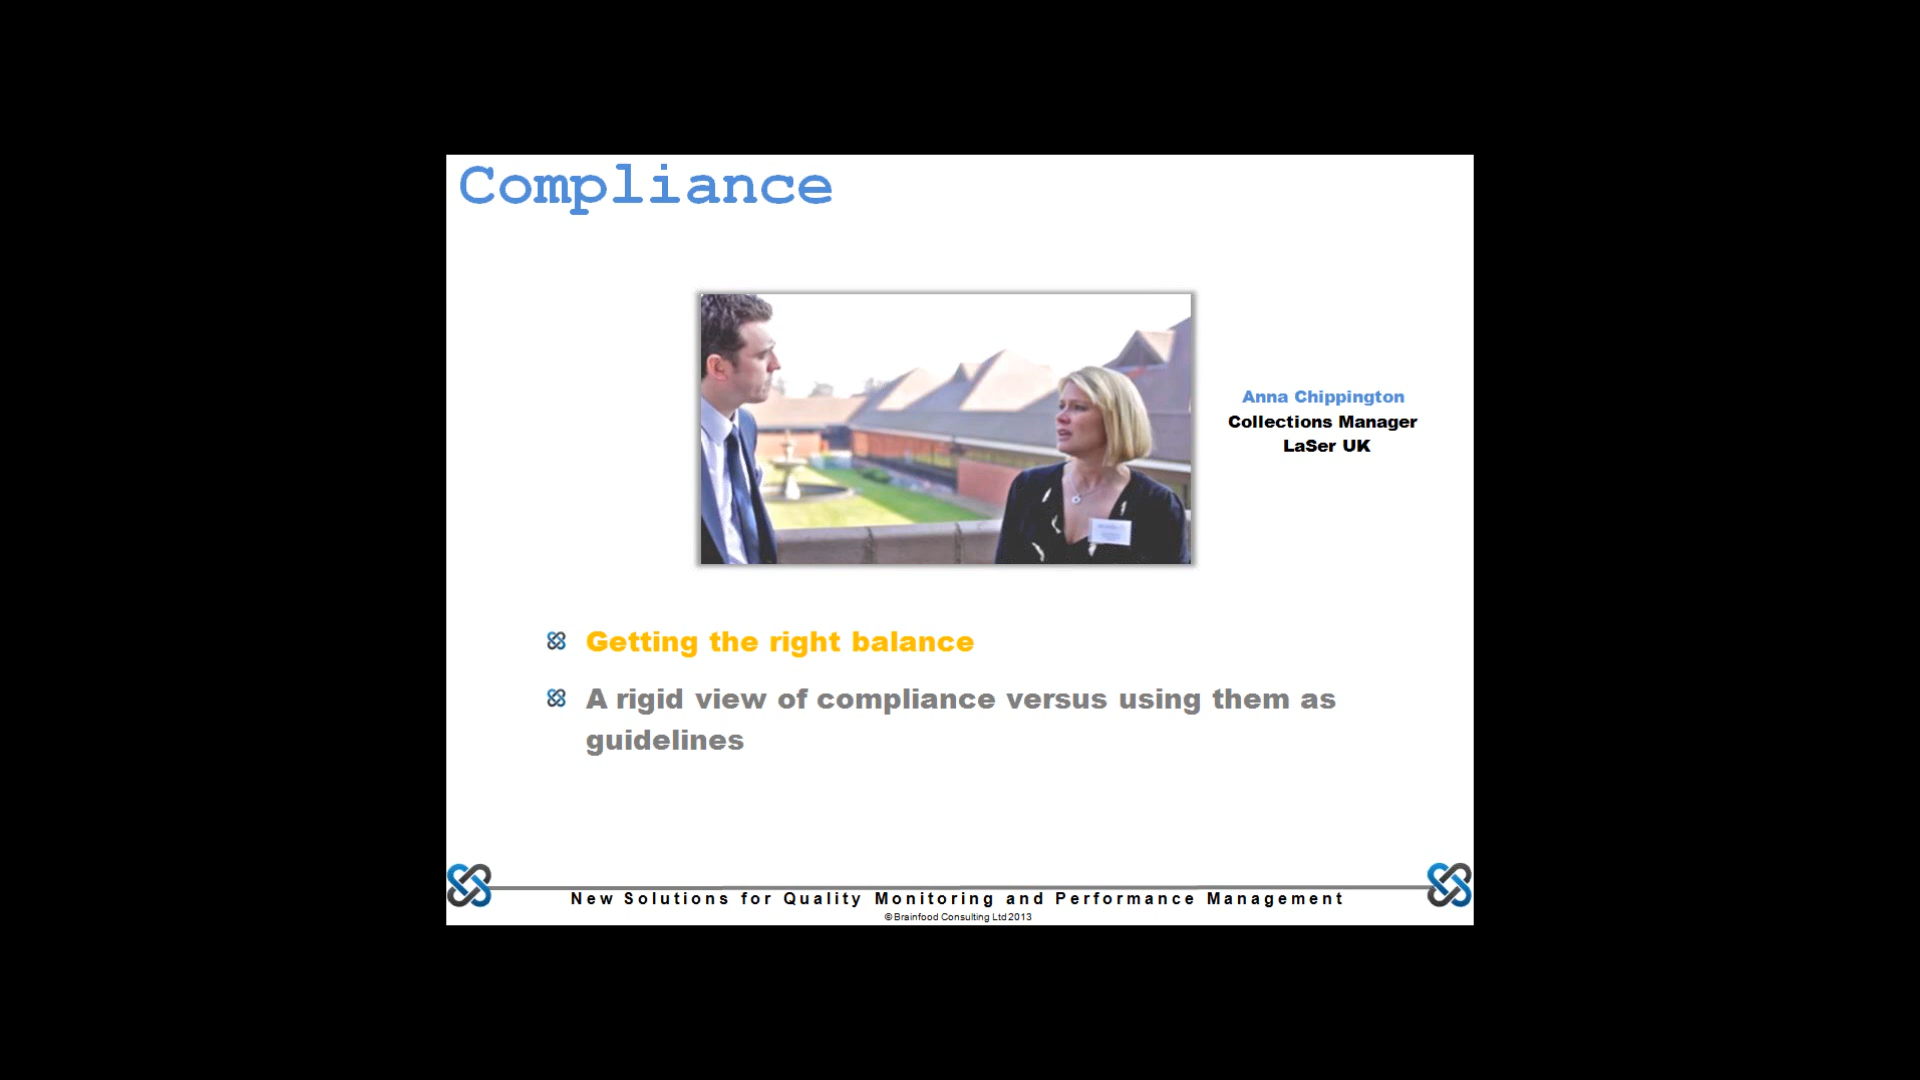 Compliance
Anna Chippington
Collections Manager
LaSer UK
Getting the right balance
A rigid view of compliance versus using them as
guidelines
New Solutions for Quality Monitoring and Performance Management
©Brainfood Consulting Ltd 2013